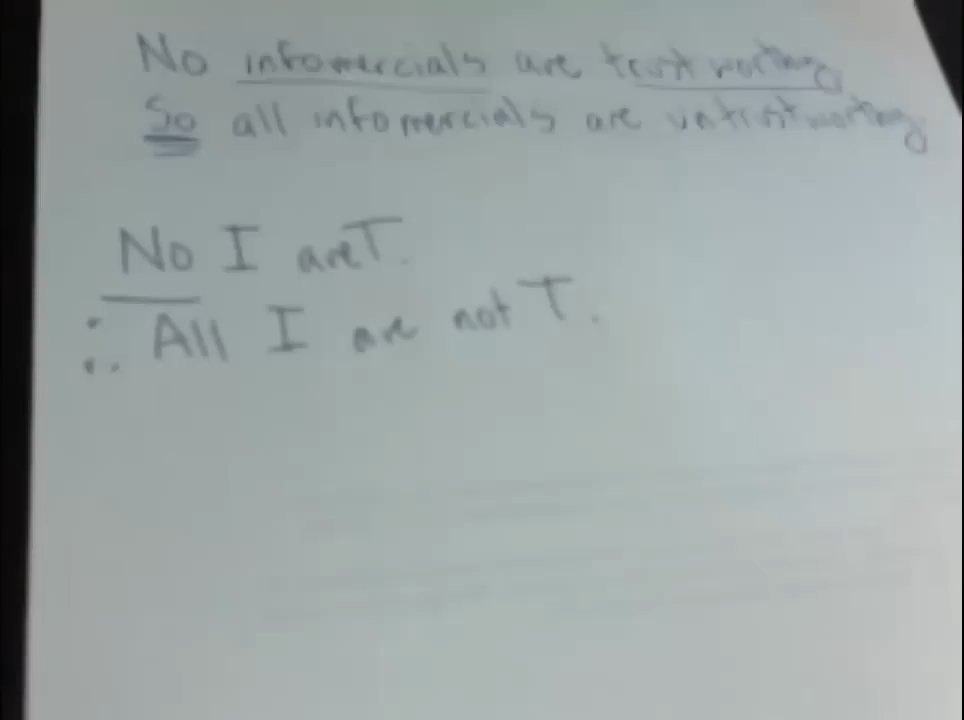 No infomercials are trustworthy.
So all infomercials are untrustworthy.
No I are T.
∴ All I are not T.